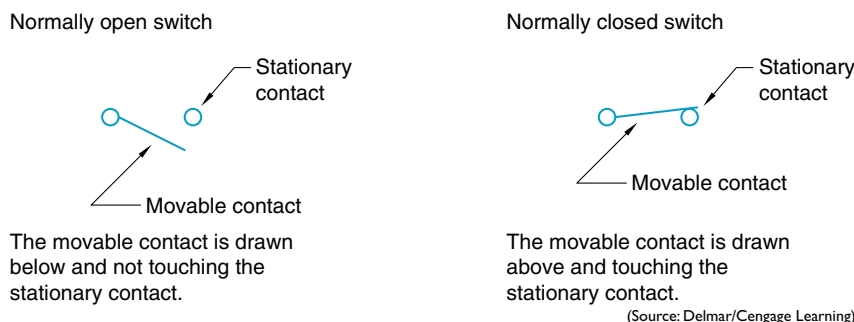 Normally open switch
Stationary
contact
Movable contact
The movable contact is drawn
below and not touching the
stationary contact.
Normally closed switch
Stationary
contact
Movable contact
The movable contact is drawn
above and touching the
stationary contact.
(Source: Delmar/Cengage Learning)